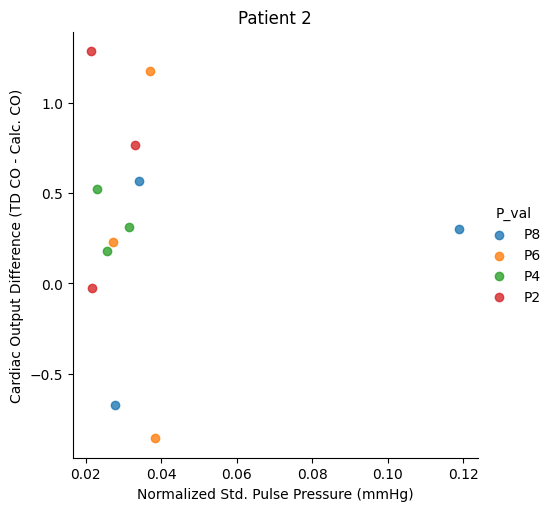 Patient 2
Cardiac Output Difference (TD CO - Calc. CO)
1.0
0.5
0.0
−0.5
0.02
0.04
0.06
0.08
0.10
0.12
Normalized Std. Pulse Pressure (mmHg)
P_val
P8
P6
P4
P2